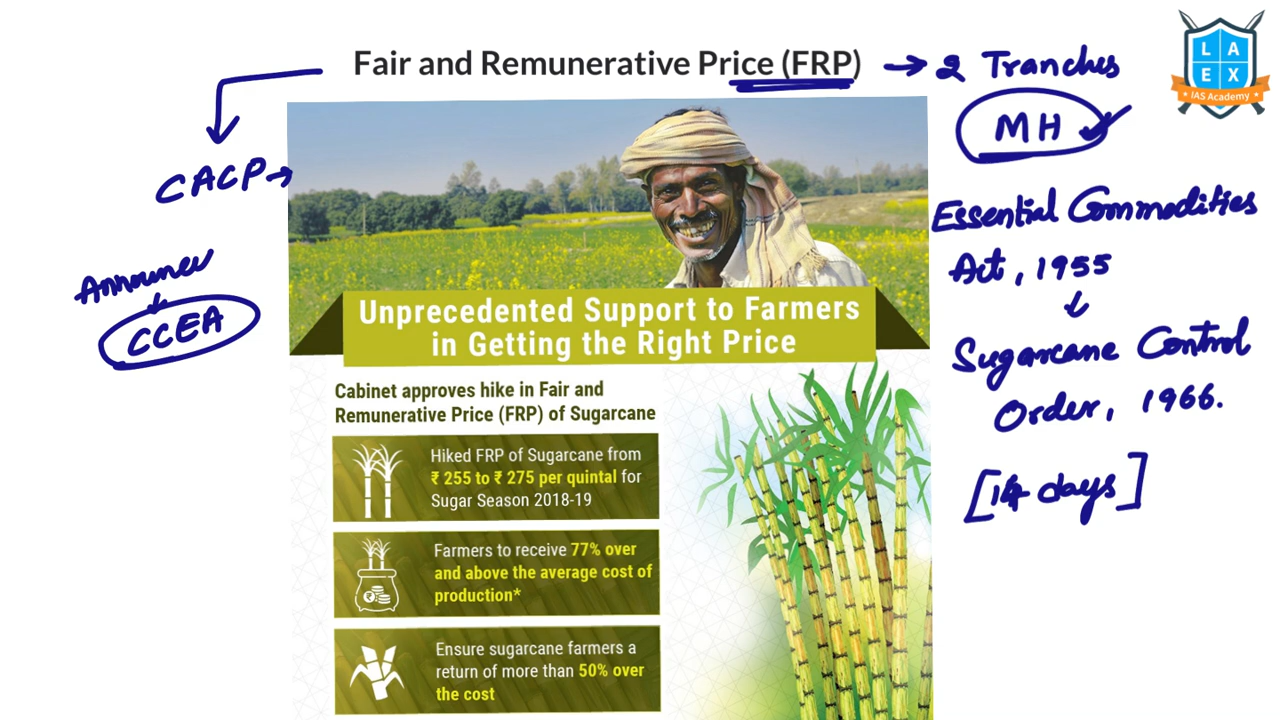 Fair and Remunerative Price (FRP) → 2 Tranches
MH
CACP →
Essential Commodities
Act, 1955
Sugarcane Control
Order, 1966.
[14 days]
Announces
CCEA
L A
E X
IAS Academy
Unprecedented Support to Farmers
in Getting the Right Price
Cabinet approves hike in Fair and
Remunerative Price (FRP) of Sugarcane
Hiked FRP of Sugarcane from
₹ 255 to ₹ 275 per quintal for
Sugar Season 2018-19
Farmers to receive 77% over
and above the average cost of
production*
Ensure sugarcane farmers a
return of more than 50% over
the cost